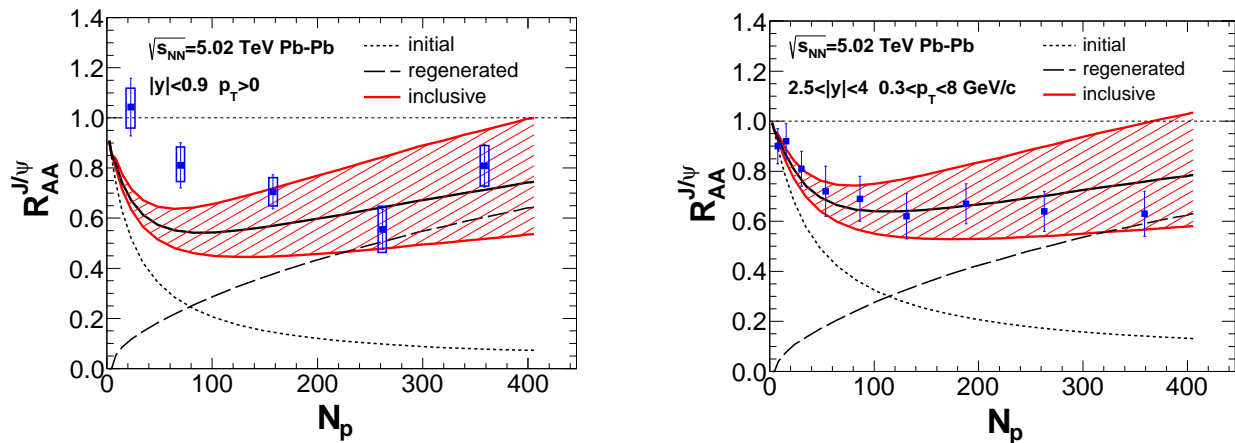 √s_NN=5.02 TeV Pb-Pb
|y|<0.9 p_T>0
initial
regenerated
inclusive
R_AA^J/ψ
1.4
1.2
1.0
0.8
0.6
0.4
0.2
0.0
0 100 200 300 400
N_p
√s_NN=5.02 TeV Pb-Pb
2.5<|y|<4 0.3<p_T<8 GeV/c
initial
regenerated
inclusive
R_AA^J/ψ
1.4
1.2
1.0
0.8
0.6
0.4
0.2
0.0
0 100 200 300 400
N_p